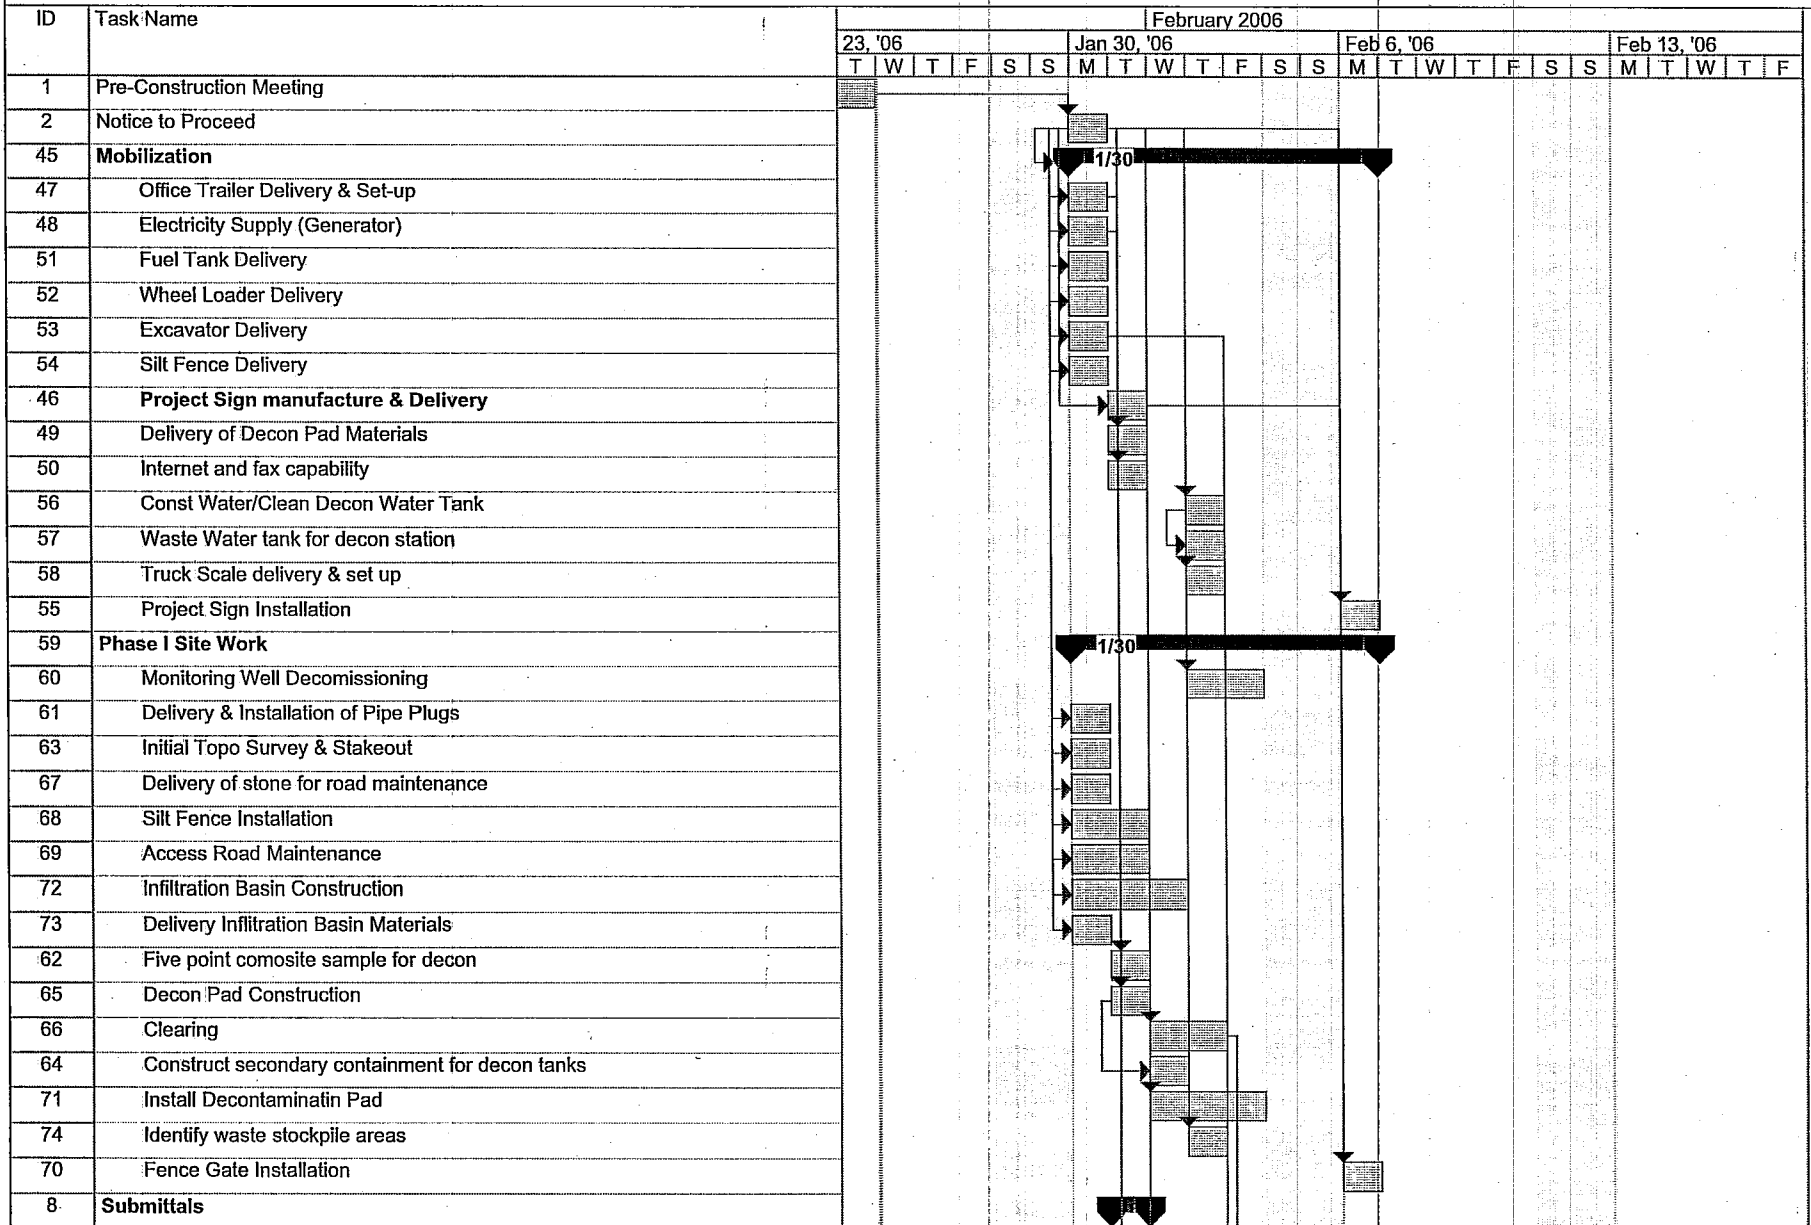 ID Task Name February 2006
23, '06 Jan 30, '06 Feb 6, '06 Feb 13, '06
T W T F S S M T W T F S S M T W T F S S M T W T F
1 Pre-Construction Meeting
2 Notice to Proceed
45 Mobilization 1/30
47 Office Trailer Delivery & Set-up
48 Electricity Supply (Generator)
51 Fuel Tank Delivery
52 Wheel Loader Delivery
53 Excavator Delivery
54 Silt Fence Delivery
46 Project Sign manufacture & Delivery
49 Delivery of Decon Pad Materials
50 Internet and fax capability
56 Const Water/Clean Decon Water Tank
57 Waste Water tank for decon station
58 Truck Scale delivery & set up
55 Project Sign Installation
59 Phase I Site Work 1/30
60 Monitoring Well Decomissioning
61 Delivery & Installation of Pipe Plugs
63 Initial Topo Survey & Stakeout
67 Delivery of stone for road maintenance
68 Silt Fence Installation
69 Access Road Maintenance
72 Infiltration Basin Construction
73 Delivery Inflitration Basin Materials
62 Five point comosite sample for decon
65 Decon Pad Construction
66 Clearing
64 Construct secondary containment for decon tanks
71 Install Decontaminatin Pad
74 Identify waste stockpile areas
70 Fence Gate Installation
8 Submittals